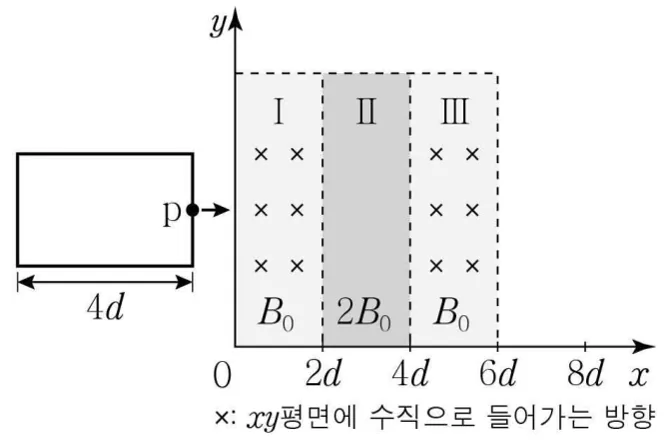 y
I II III
× × × ×
p × × × ×
× × × ×
4d B₀ 2B₀ B₀
0 2d 4d 6d 8d x
×: xy평면에 수직으로 들어가는 방향